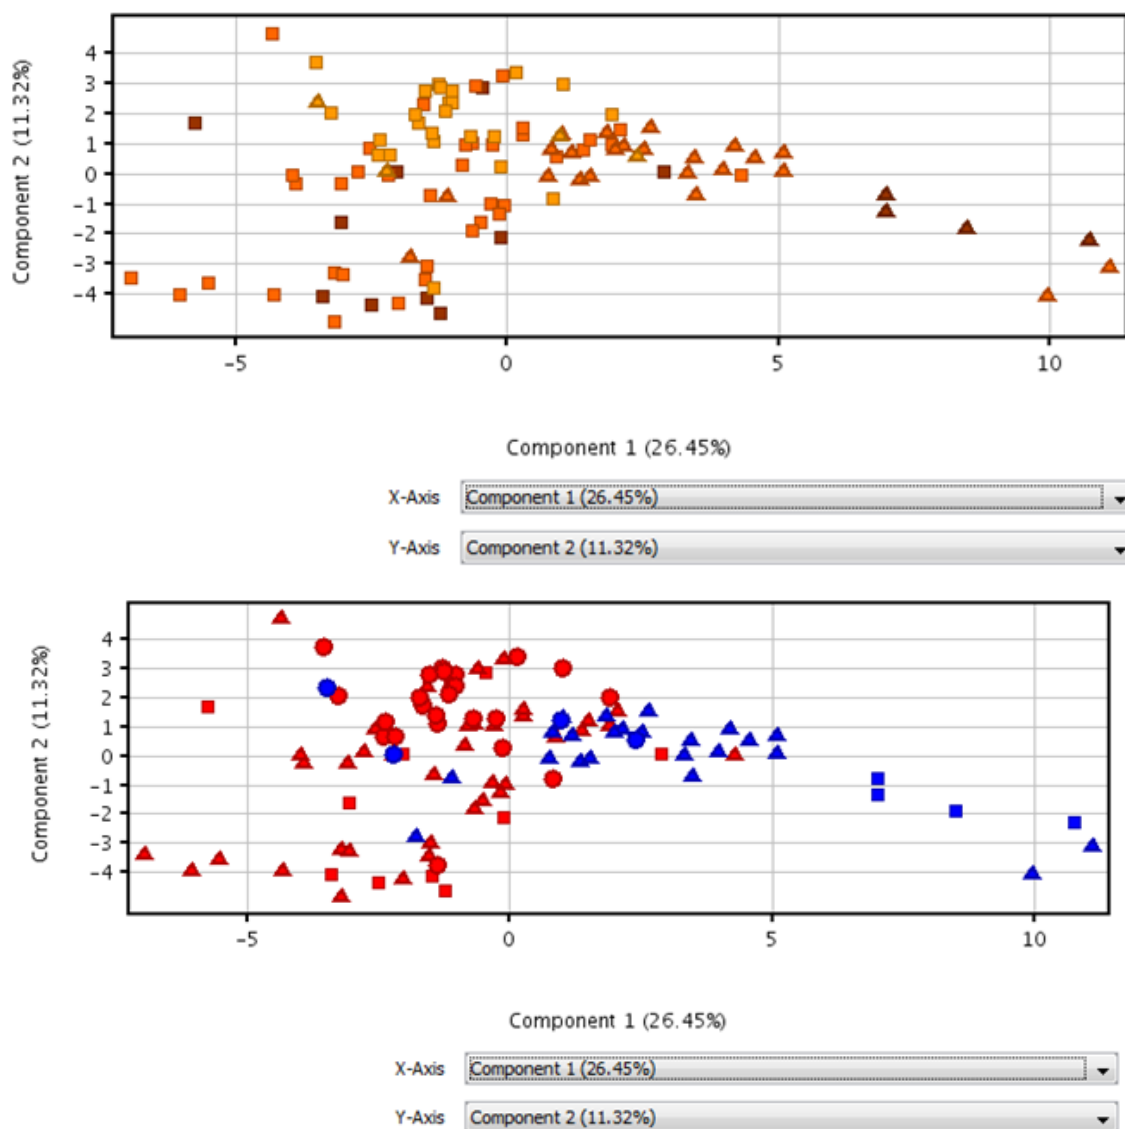 4
3
2
1
0
-1
-2
-3
-4
Component 2 (11.32%)
-5 0 5 10
Component 1 (26.45%)
X-Axis Component 1 (26.45%)
Y-Axis Component 2 (11.32%)
4
3
2
1
0
-1
-2
-3
-4
Component 2 (11.32%)
-5 0 5 10
Component 1 (26.45%)
X-Axis Component 1 (26.45%)
Y-Axis Component 2 (11.32%)